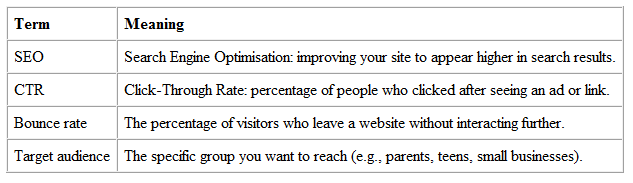 Term Meaning
SEO Search Engine Optimisation: improving your site to appear higher in search results.
CTR Click-Through Rate: percentage of people who clicked after seeing an ad or link.
Bounce rate The percentage of visitors who leave a website without interacting further.
Target audience The specific group you want to reach (e.g., parents, teens, small businesses).